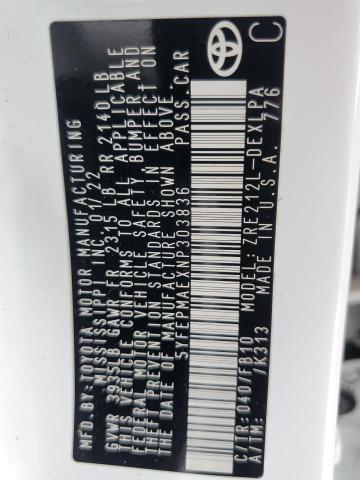 MFD.BY:TOYOTA MOTOR MANUFACTURING
MISSISSIPPI, INC. 01/22
GVWR 3935LB GAWR FR 2315 LB RR 2140LB
THIS VEHICLE CONFORMS TO ALL APPLICABLE
FEDERAL MOTOR VEHICLE SAFETY, BUMPER, AND
THEFT PREVENTION STANDARDS IN EFFECT ON
THE DATE OF MANUFACTURE SHOWN ABOVE.
5YFEPMAEXNP303836 PASS.CAR
TOYOTA
C
C/TR: 040/FB10 MODEL: ZRE212L-DEXLPA
A/TM: /K313 MADE IN U.S.A. 776